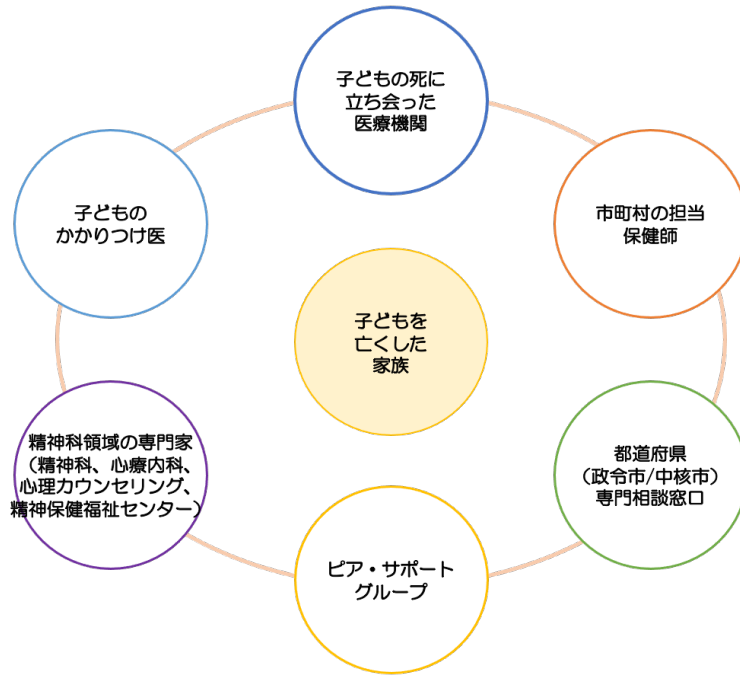 子どもの死に
立ち会った
医療機関
子どもの
かかりつけ医
市町村の担当
保健師
子どもを
亡くした
家族
精神科領域の専門家
（精神科、心療内科、
心理カウンセリング、
精神保健福祉センター）
都道府県
（政令市/中核市）
専門相談窓口
ピア・サポート
グループ